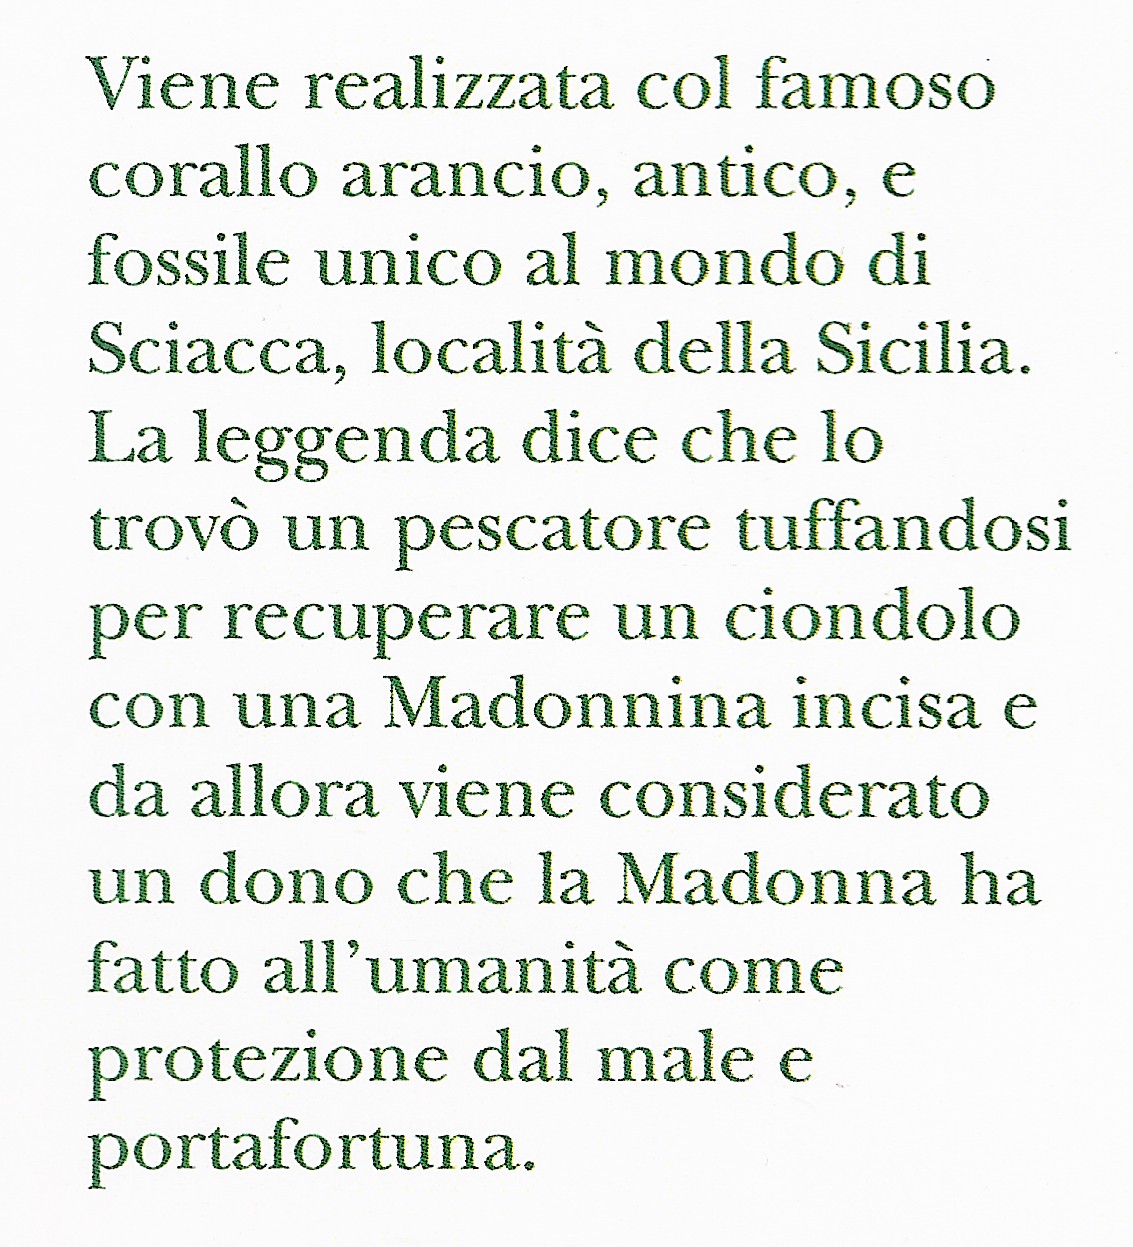 Viene realizzata col famoso
corallo arancio, antico, e
fossile unico al mondo di
Sciacca, località della Sicilia.
La leggenda dice che lo
trovò un pescatore tuffandosi
per recuperare un ciondolo
con una Madonnina incisa e
da allora viene considerato
un dono che la Madonna ha
fatto all’umanità come
protezione dal male e
portafortuna.